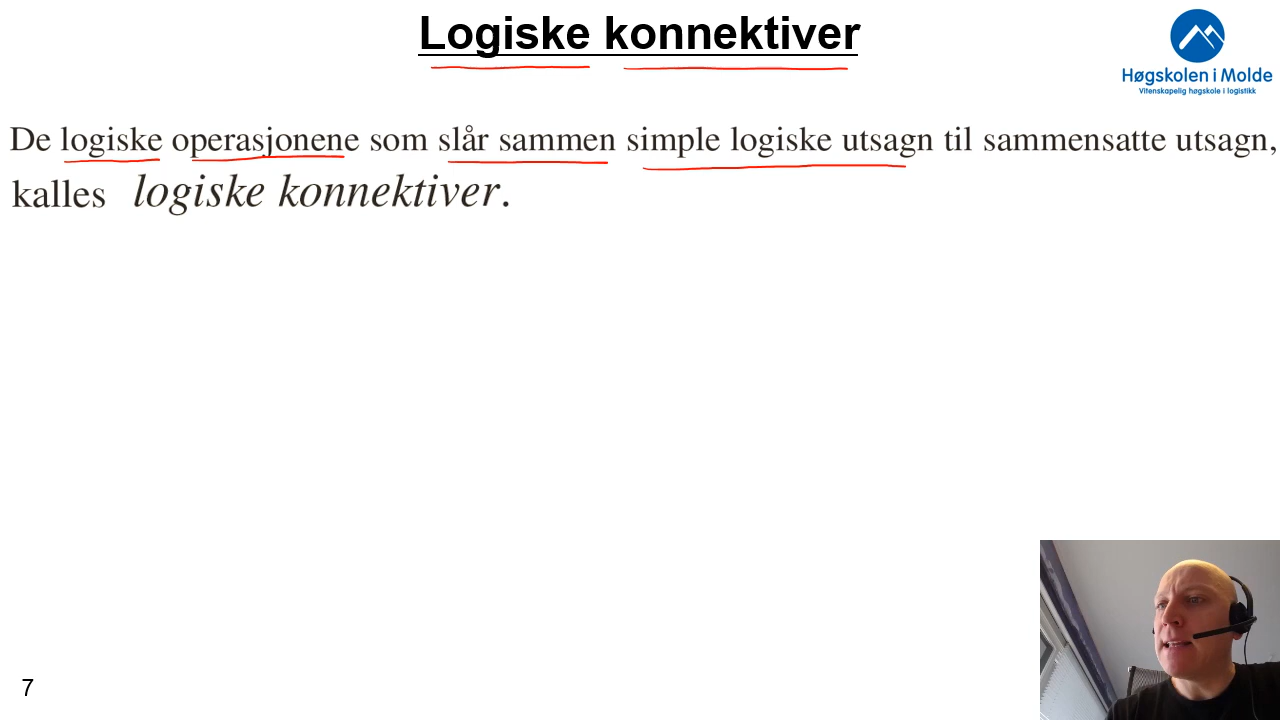 Logiske konnektiver
Høgskolen i Molde
Vitenskapelig høgskole i logistikk
De logiske operasjonene som slår sammen simple logiske utsagn til sammensatte utsagn,
kalles logiske konnektiver.
7